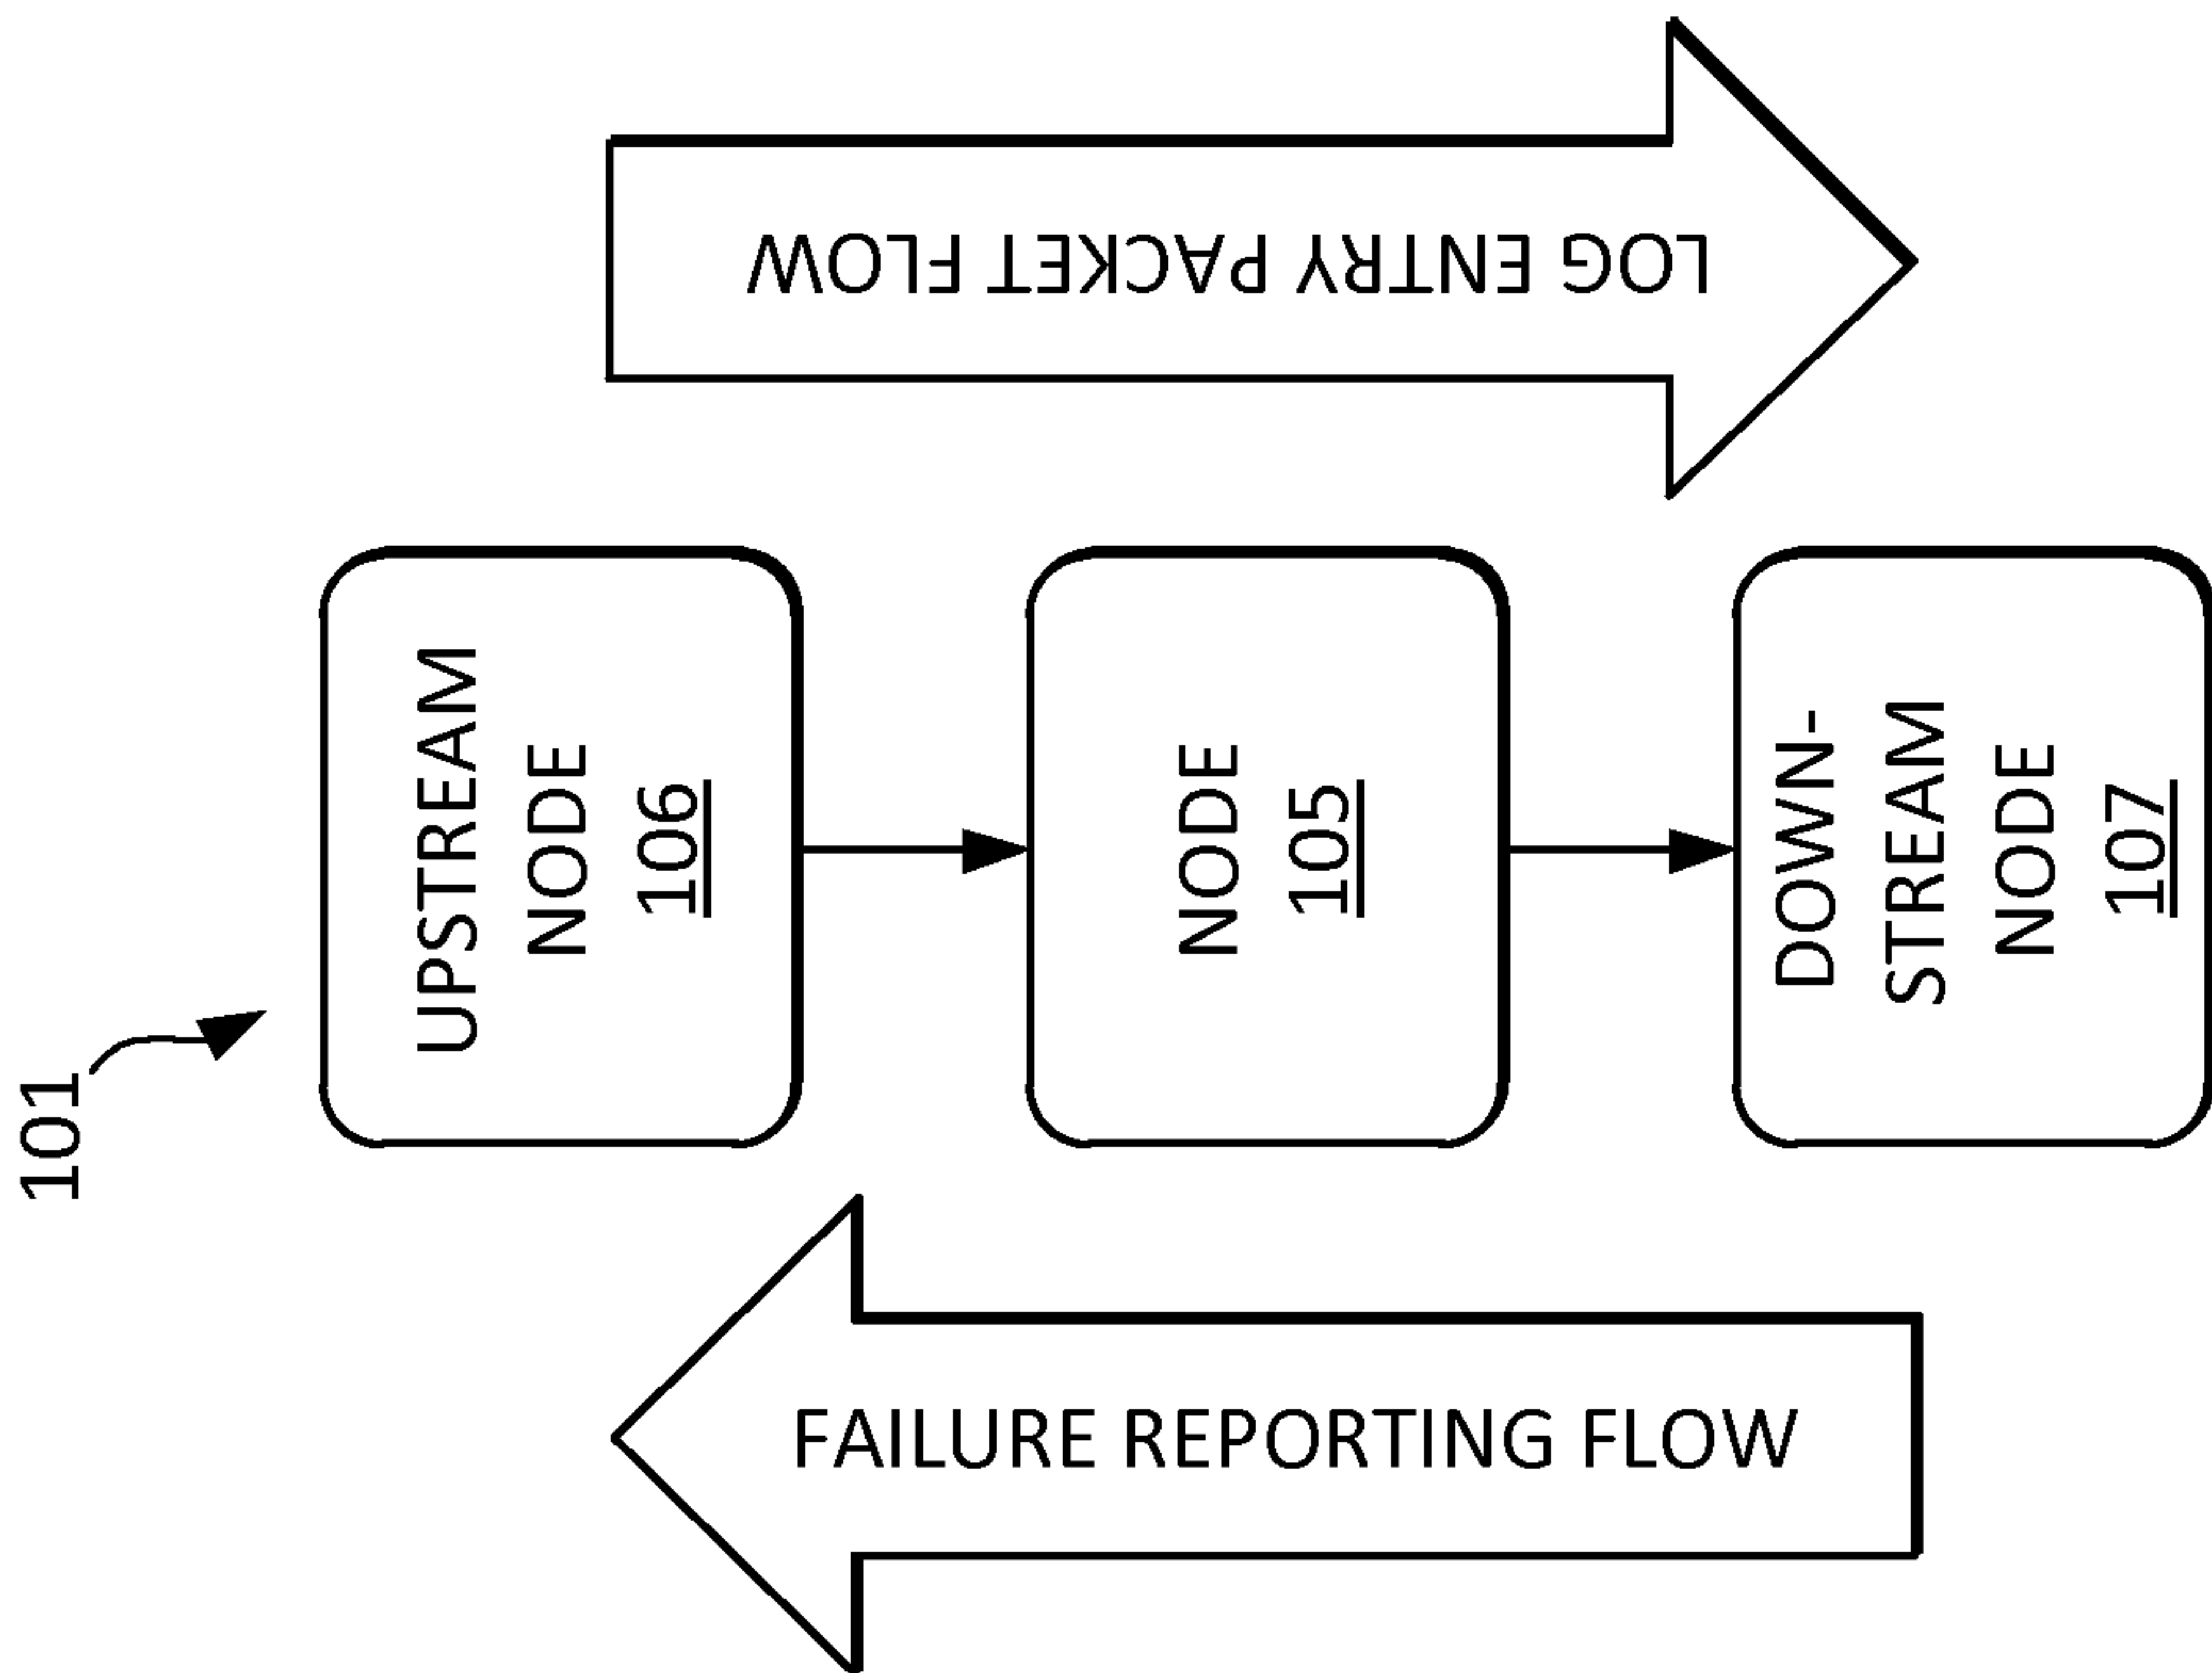 101
UPSTREAM
NODE
106
NODE
105
DOWN-
STREAM
NODE
107
LOG ENTRY PACKET FLOW
FAILURE REPORTING FLOW